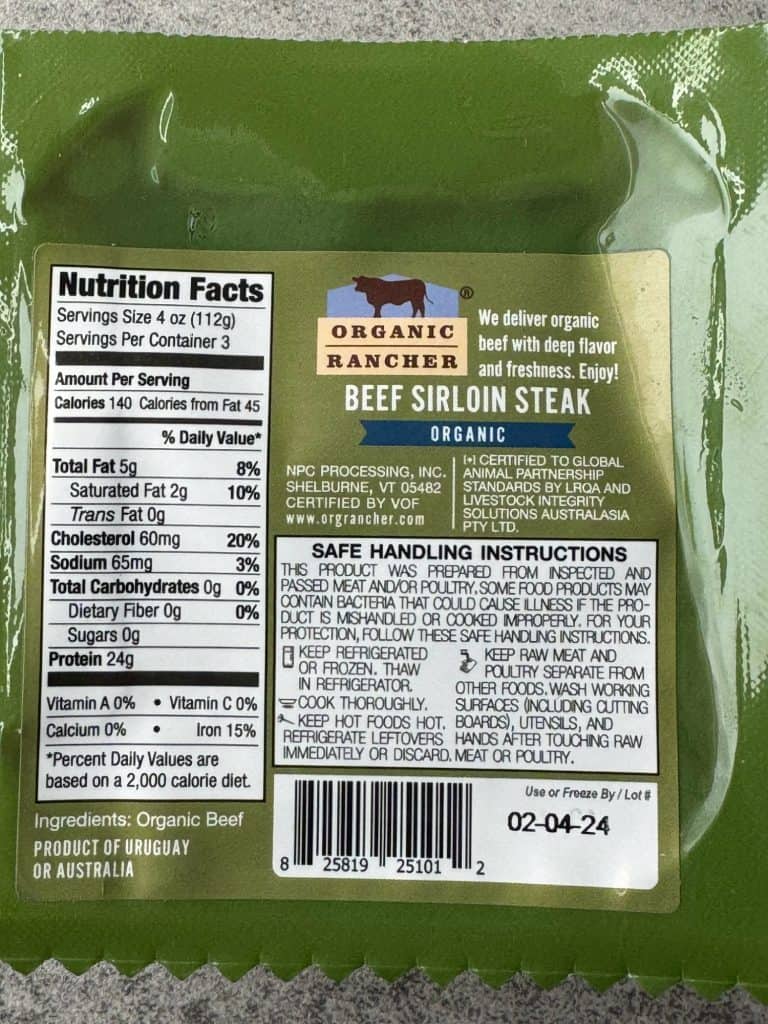 Nutrition Facts
Servings Size 4 oz (112g)
Servings Per Container 3
Amount Per Serving
Calories 140 Calories from Fat 45
% Daily Value*
Total Fat 5g 8%
Saturated Fat 2g 10%
Trans Fat 0g
Cholesterol 60mg 20%
Sodium 65mg 3%
Total Carbohydrates 0g 0%
Dietary Fiber 0g 0%
Sugars 0g
Protein 24g
Vitamin A 0% • Vitamin C 0%
Calcium 0% • Iron 15%
*Percent Daily Values are
based on a 2,000 calorie diet.
Ingredients: Organic Beef
PRODUCT OF URUGUAY
OR AUSTRALIA
®
ORGANIC
RANCHER
We deliver organic
beef with deep flavor
and freshness. Enjoy!
BEEF SIRLOIN STEAK
ORGANIC
NPC PROCESSING, INC.
SHELBURNE, VT 05482
CERTIFIED BY VOF
www.orgrancher.com
[+] CERTIFIED TO GLOBAL
ANIMAL PARTNERSHIP
STANDARDS BY LRQA AND
LIVESTOCK INTEGRITY
SOLUTIONS AUSTRALASIA
PTY LTD.
SAFE HANDLING INSTRUCTIONS
THIS PRODUCT WAS PREPARED FROM INSPECTED AND
PASSED MEAT AND/OR POULTRY. SOME FOOD PRODUCTS MAY
CONTAIN BACTERIA THAT COULD CAUSE ILLNESS IF THE PRO-
DUCT IS MISHANDLED OR COOKED IMPROPERLY. FOR YOUR
PROTECTION, FOLLOW THESE SAFE HANDLING INSTRUCTIONS.
KEEP REFRIGERATED
OR FROZEN. THAW
IN REFRIGERATOR.
COOK THOROUGHLY.
KEEP HOT FOODS HOT.
REFRIGERATE LEFTOVERS
IMMEDIATELY OR DISCARD.
KEEP RAW MEAT AND
POULTRY SEPARATE FROM
OTHER FOODS. WASH WORKING
SURFACES (INCLUDING CUTTING
BOARDS), UTENSILS, AND
HANDS AFTER TOUCHING RAW
MEAT OR POULTRY.
8 25819 25101 2
Use or Freeze By / Lot #
02-04-24